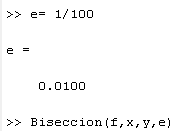 >> e= 1/100
e =
0.0100
>> Biseccion(f,x,y,e)